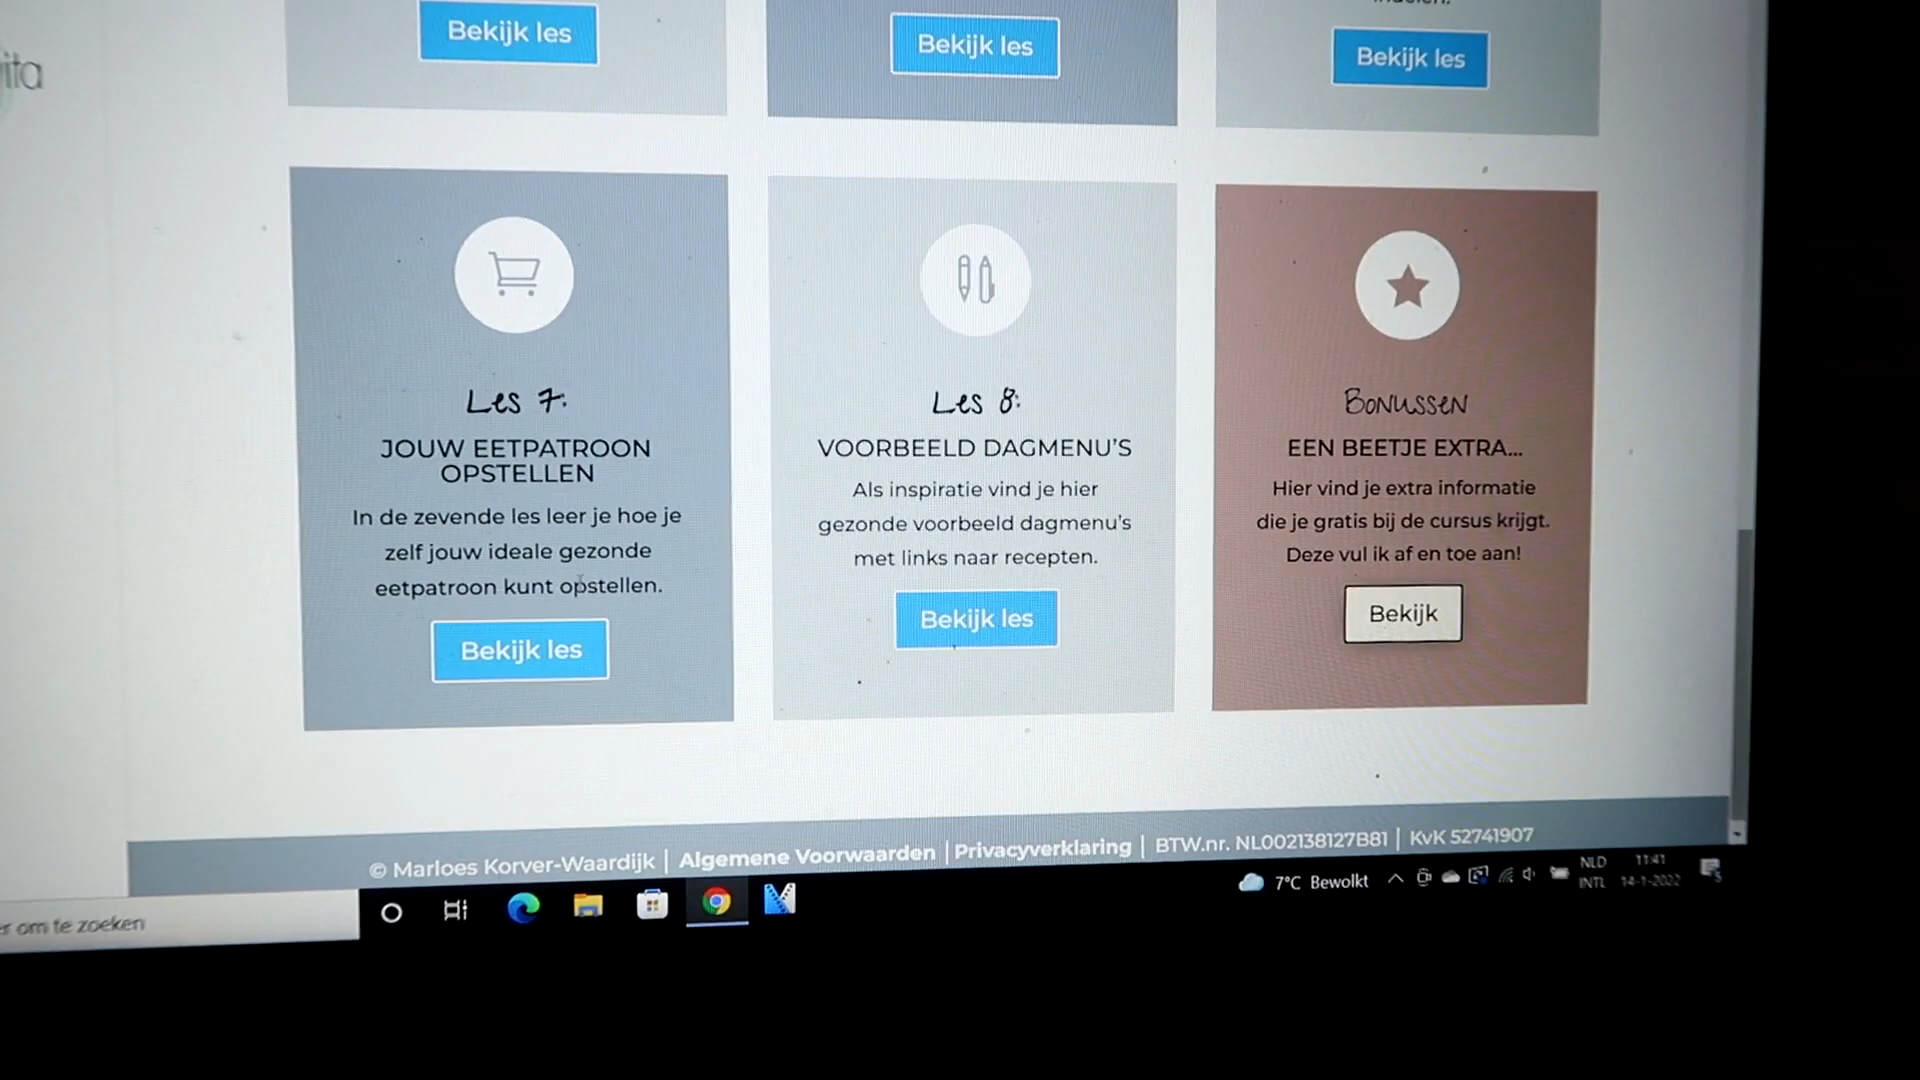 Bekijk les
Bekijk les
Bekijk les
Les 7:
JOUW EETPATROON
OPSTELLEN
In de zevende les leer je hoe je
zelf jouw ideale gezonde
eetpatroon kunt opstellen.
Bekijk les
Les 8:
VOORBEELD DAGMENU'S
Als inspiratie vind je hier
gezonde voorbeeld dagmenu's
met links naar recepten.
Bekijk les
Bonussen
EEN BEETJE EXTRA...
Hier vind je extra informatie
die je gratis bij de cursus krijgt.
Deze vul ik af en toe aan!
Bekijk
© Marloes Korver-Waardijk | Algemene Voorwaarden | Privacyverklaring | BTW.nr. NL002138127B81 | KvK 52741907
om te zoeken
7°C Bewolkt
NLD
INTL
11:41
14-1-2022